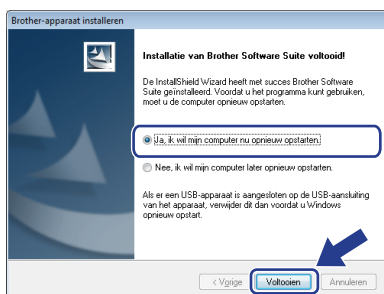 Brother-apparaat installeren
Installatie van Brother Software Suite voltooid!
De InstallShield Wizard heeft met succes Brother Software
Suite geïnstalleerd. Voordat u het programma kunt gebruiken,
moet u de computer opnieuw opstarten.
Ja, ik wil mijn computer nu opnieuw opstarten.
Nee, ik wil mijn computer later opnieuw opstarten.
Als er een USB-apparaat is aangesloten op de USB-aansluiting
van het apparaat, verwijder dit dan voordat u Windows
opnieuw opstart.
< Vorige Voltooien Annuleren